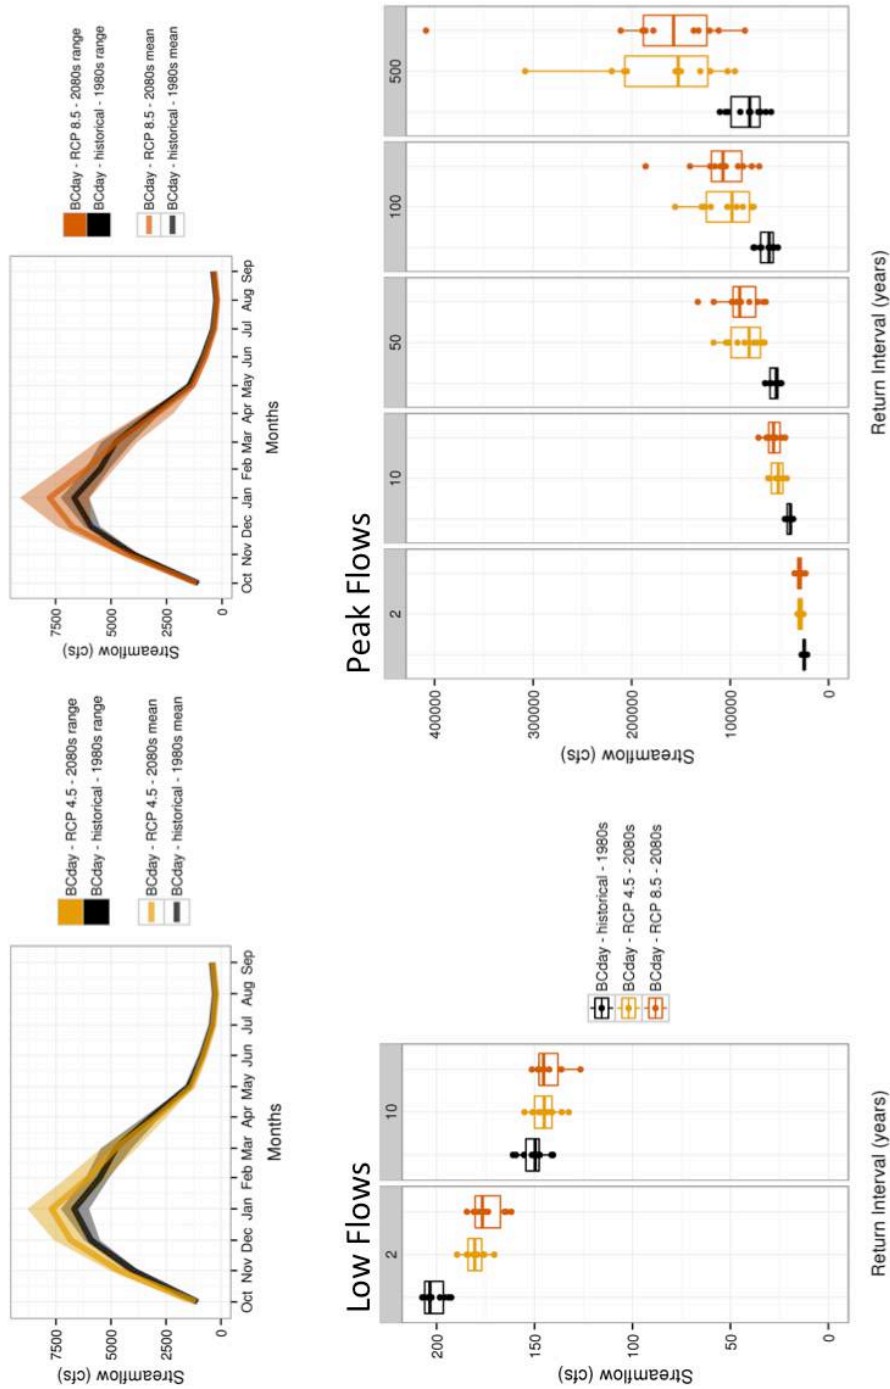 7500
5000
2500
0
Streamflow (cfs)
Oct Nov Dec Jan Feb Mar Apr May Jun Jul Aug Sep
Months
BCday - RCP 4.5 - 2080s range
BCday - historical - 1980s range
BCday - RCP 4.5 - 2080s mean
BCday - historical - 1980s mean
7500
5000
2500
0
Streamflow (cfs)
Oct Nov Dec Jan Feb Mar Apr May Jun Jul Aug Sep
Months
BCday - RCP 8.5 - 2080s range
BCday - historical - 1980s range
BCday - RCP 8.5 - 2080s mean
BCday - historical - 1980s mean
Low Flows
2
10
200
150
100
50
0
Streamflow (cfs)
Return Interval (years)
BCday - historical - 1980s
BCday - RCP 4.5 - 2080s
BCday - RCP 8.5 - 2080s
Peak Flows
2
10
50
100
500
400000
300000
200000
100000
0
Streamflow (cfs)
Return Interval (years)